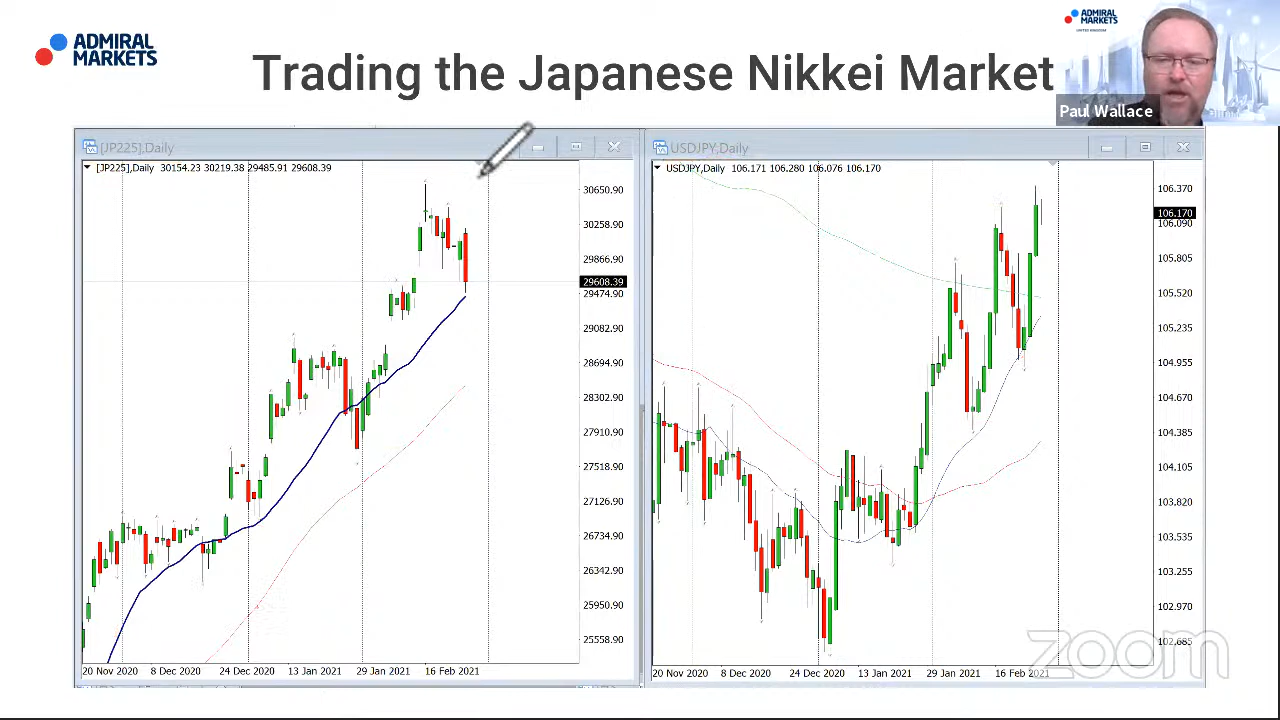 ADMIRAL
MARKETS
Trading the Japanese Nikkei Market
ADMIRAL
MARKETS
UNITED KINGDOM
Paul Wallace
[JP225],Daily
[JP225],Daily 30154.23 30219.38 29485.91 29608.39
30650.90
30258.90
29866.90
29608.39
29474.90
29082.90
28694.90
28302.90
27910.90
27518.90
27126.90
26734.90
26342.90
25950.90
25558.90
20 Nov 2020 8 Dec 2020 24 Dec 2020 13 Jan 2021 29 Jan 2021 16 Feb 2021
USDJPY,Daily
USDJPY,Daily 106.171 106.280 106.076 106.170
106.370
106.170
106.090
105.805
105.520
105.235
104.955
104.670
104.385
104.105
103.820
103.535
103.255
102.970
102.685
20 Nov 2020 8 Dec 2020 24 Dec 2020 13 Jan 2021 29 Jan 2021 16 Feb 2021
zoom